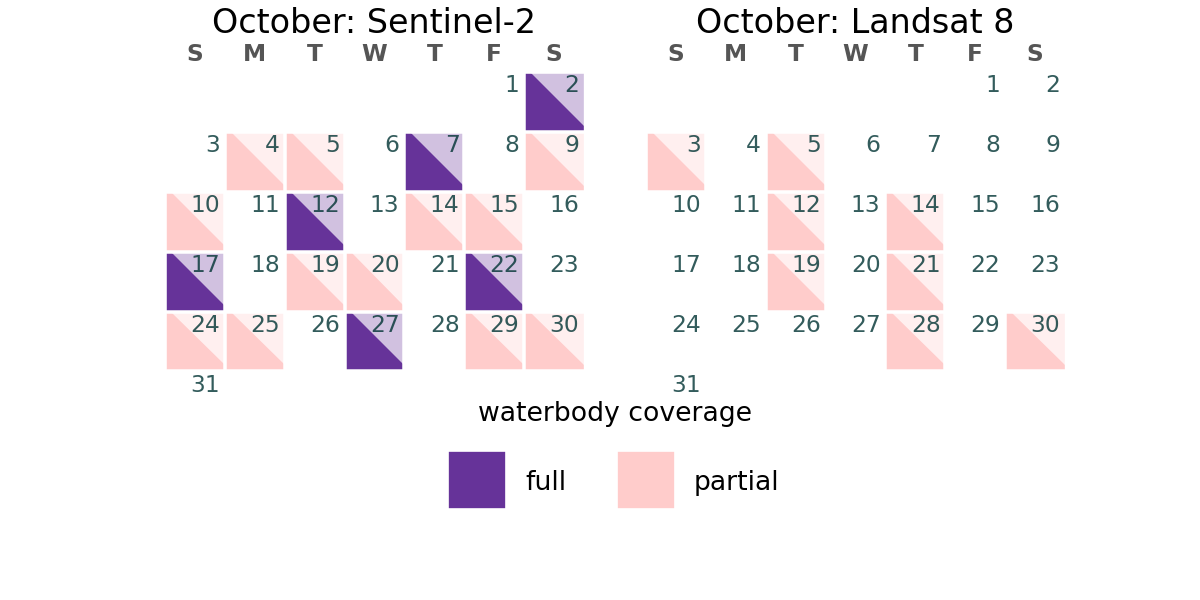 October: Sentinel-2
S M T W T F S
1 2
3 4 5 6 7 8 9
10 11 12 13 14 15 16
17 18 19 20 21 22 23
24 25 26 27 28 29 30
31
October: Landsat 8
S M T W T F S
1 2
3 4 5 6 7 8 9
10 11 12 13 14 15 16
17 18 19 20 21 22 23
24 25 26 27 28 29 30
31
waterbody coverage
full
partial